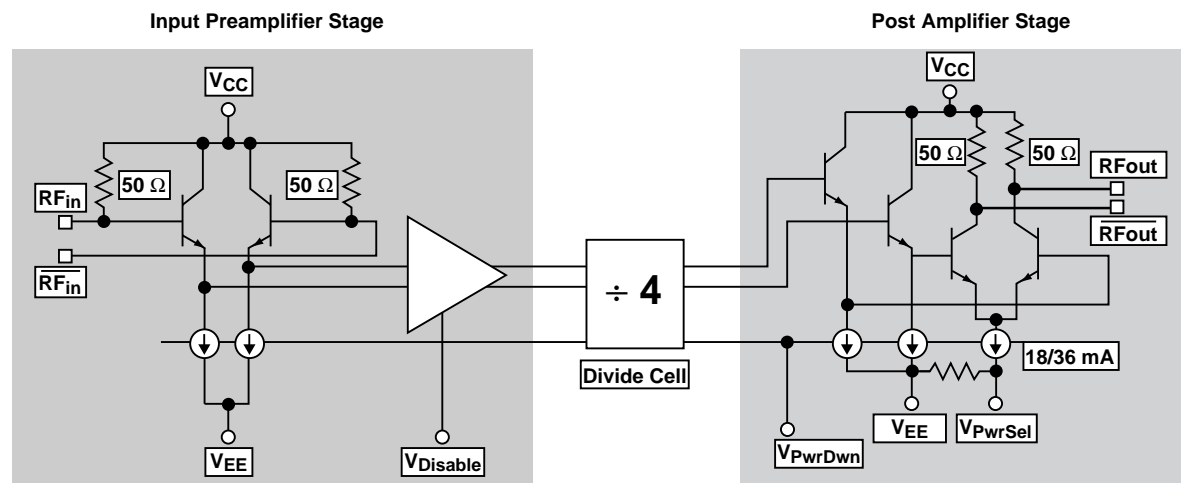 Input Preamplifier Stage
Post Amplifier Stage
VCC
50 Ω
50 Ω
RFin
RFin
VEE
VDisable
÷ 4
Divide Cell
VCC
50 Ω
50 Ω
RFout
RFout
18/36 mA
VEE
VPwrSel
VPwrDwn